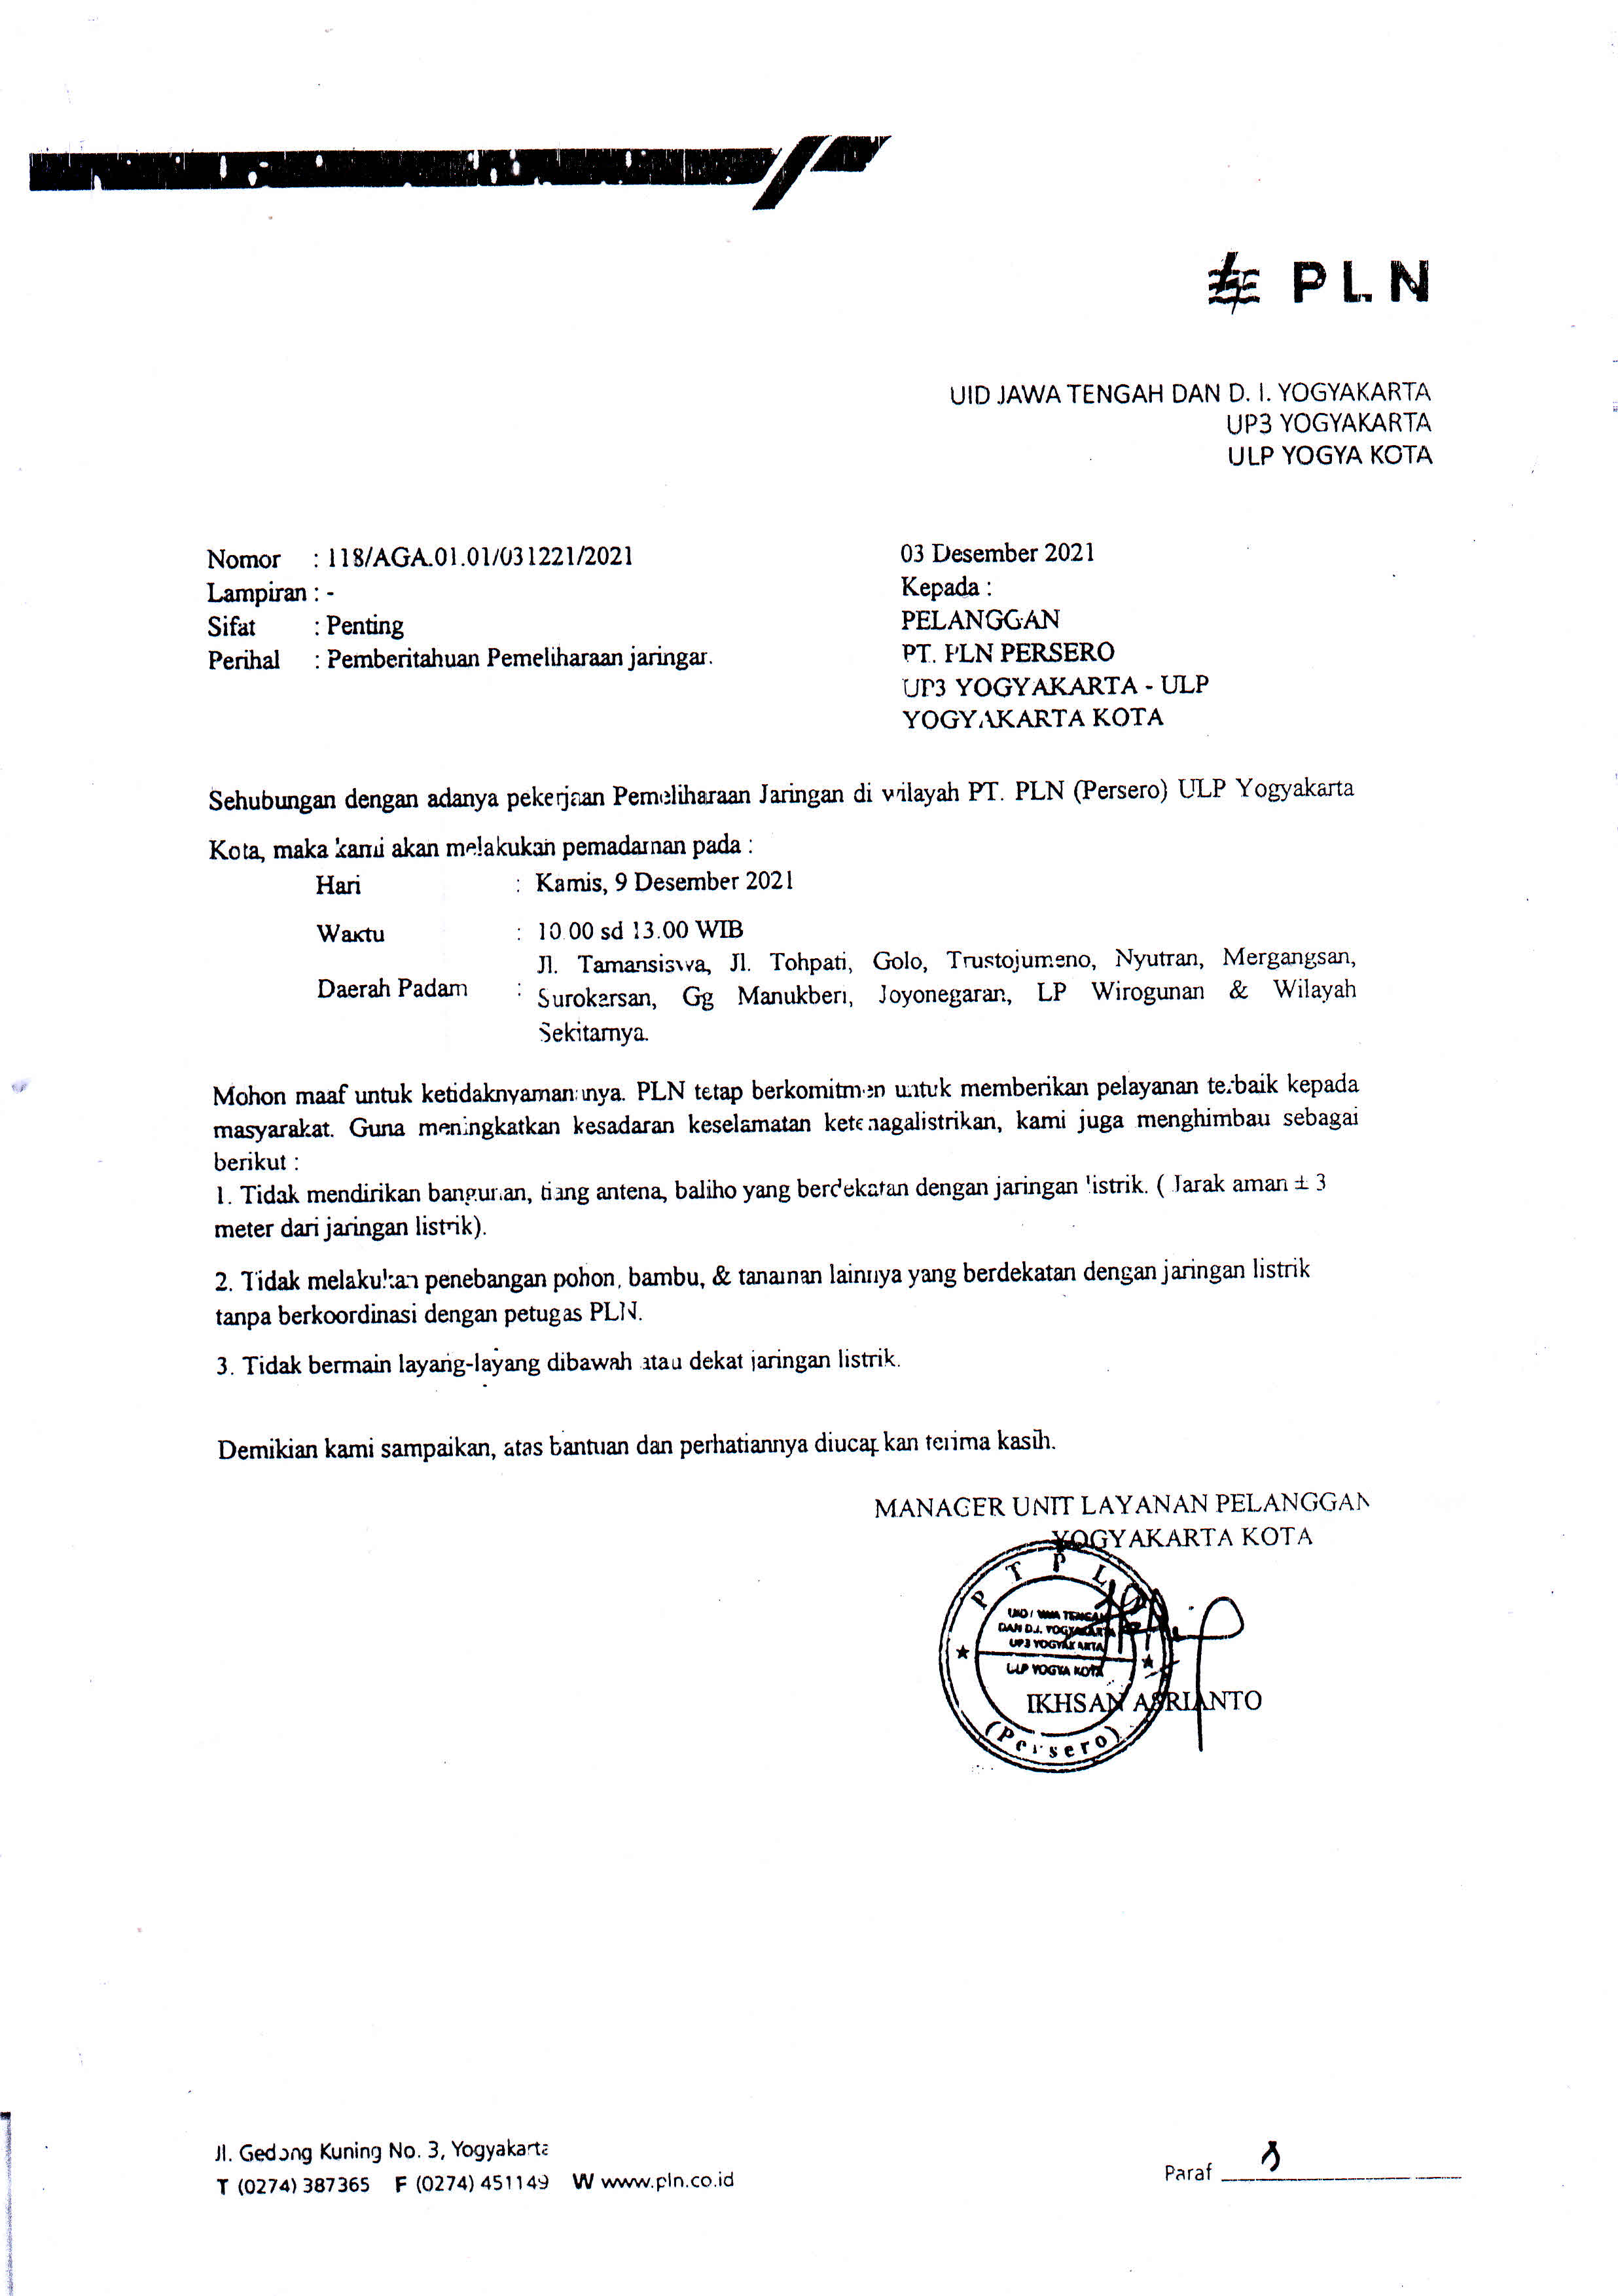 PLN
UID JAWA TENGAH DAN D. I. YOGYAKARTA
UP3 YOGYAKARTA
ULP YOGYA KOTA
Nomor : 118/AGA.01.01/031221/2021
Lampiran : -
Sifat : Penting
Perihal : Pemberitahuan Pemeliharaan jaringan.
03 Desember 2021
Kepada :
PELANGGAN
PT. PLN PERSERO
UP3 YOGYAKARTA - ULP
YOGYAKARTA KOTA
Sehubungan dengan adanya pekerjaan Pemeliharaan Jaringan di wilayah PT. PLN (Persero) ULP Yogyakarta
Kota, maka kami akan melakukan pemadaman pada :
Hari : Kamis, 9 Desember 2021
Waktu : 10.00 sd 13.00 WIB
Daerah Padam : Jl. Tamansiswa, Jl. Tohpati, Golo, Trustojumeno, Nyutran, Mergangsan,
Surokarsan, Gg Manukberi, Joyonegaran, LP Wirogunan & Wilayah
Sekitarnya.
Mohon maaf untuk ketidaknyamanannya. PLN tetap berkomitmen untuk memberikan pelayanan terbaik kepada
masyarakat. Guna meningkatkan kesadaran keselamatan ketenagalistrikan, kami juga menghimbau sebagai
berikut :
1. Tidak mendirikan bangunan, tiang antena, baliho yang berdekatan dengan jaringan listrik. ( Jarak aman ± 3
meter dari jaringan listrik).
2. Tidak melakukan penebangan pohon, bambu, & tanaman lainnya yang berdekatan dengan jaringan listrik
tanpa berkoordinasi dengan petugas PLN.
3. Tidak bermain layang-layang dibawah atau dekat jaringan listrik.
Demikian kami sampaikan, atas bantuan dan perhatiannya diucapkan terima kasih.
MANAGER UNIT LAYANAN PELANGGAN
YOGYAKARTA KOTA
PT PLN
UID JAWA TENGAH
DAN D.I. YOGYAKARTA
UP3 YOGYAKARTA
ULP YOGYA KOTA
(Persero)
IKHSAN ASRIANTO
Jl. Gedong Kuning No. 3, Yogyakarta
T (0274) 387365 F (0274) 451149 W www.pln.co.id
Paraf